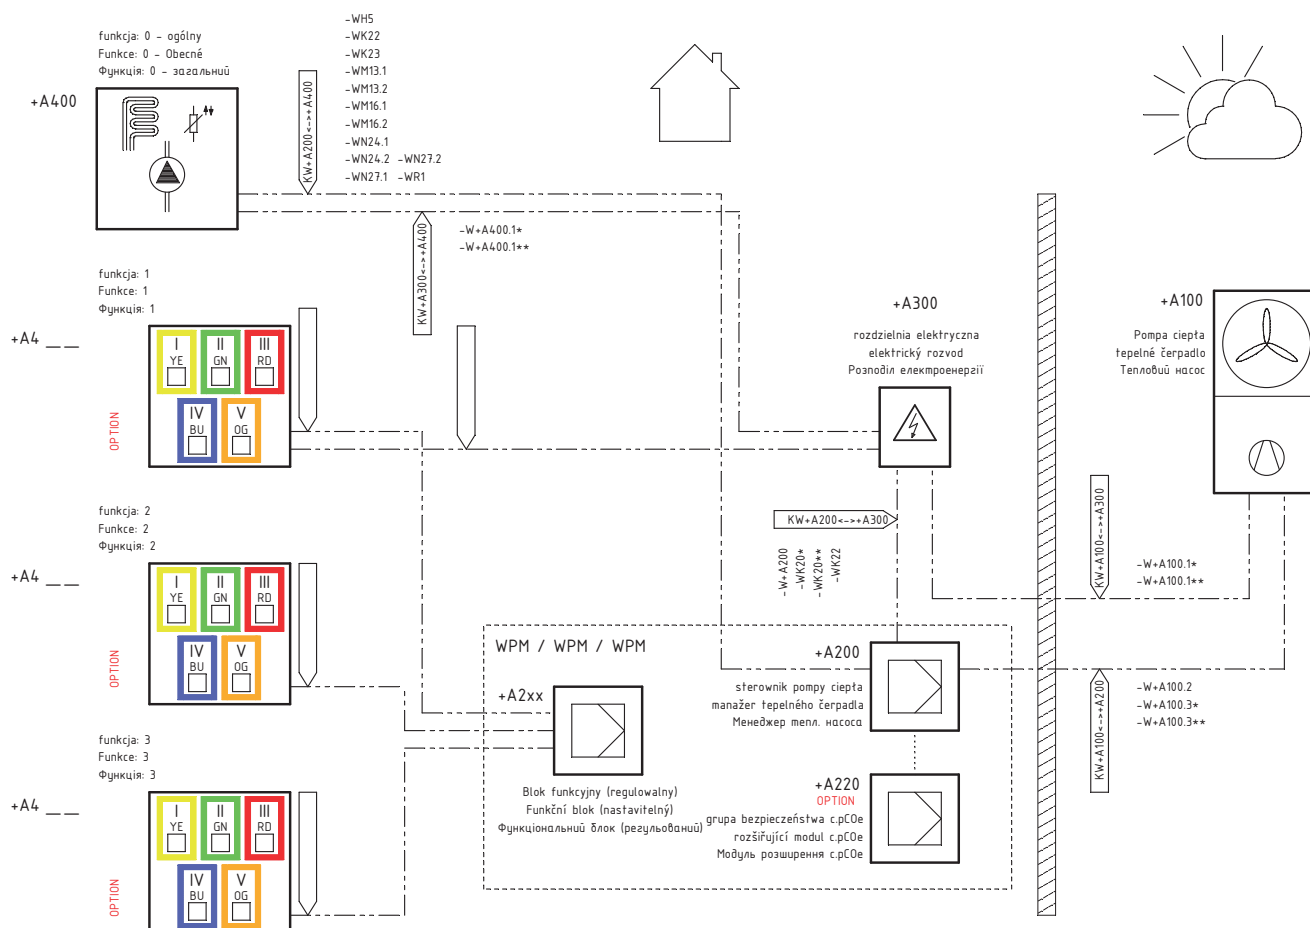 funkcja: 0 - ogólny
Funkce: 0 - Obecné
Функція: 0 - загальний
+A400
KW+A200<->+A400
-WH5
-WK22
-WK23
-WM13.1
-WM13.2
-WM16.1
-WM16.2
-WN24.1
-WN24.2 -WN27.2
-WN27.1 -WR1
KW+A300<->+A400
-W+A400.1*
-W+A400.1**
funkcja: 1
Funkce: 1
Функція: 1
+A4 __ __
I II III
YE GN RD
IV V
BU OG
OPTION
+A300
rozdzielnia elektryczna
elektrický rozvod
Розподіл електроенергії
+A100
Pompa ciepła
tepelné čerpadlo
Тепловий насос
KW+A200<->+A300
-W+A200
-WK20*
-WK20**
-WK22
KW+A100<->+A300
-W+A100.1*
-W+A100.1**
funkcja: 2
Funkce: 2
Функція: 2
+A4 __ __
I II III
YE GN RD
IV V
BU OG
OPTION
WPM / WPM / WPM
+A200
sterownik pompy ciepła
manažer tepelného čerpadla
Менеджер тепл. насоса
KW+A100<->+A200
-W+A100.2
-W+A100.3*
-W+A100.3**
+A2xx
Blok funkcyjny (regulowalny)
Funkční blok (nastavitelný)
Функціональний блок (регульований)
+A220
OPTION
grupa bezpieczeństwa c.pCOe
rozšiřující modul c.pCOe
Модуль розширення c.pCOe
funkcja: 3
Funkce: 3
Функція: 3
+A4 __ __
I II III
YE GN RD
IV V
BU OG
OPTION